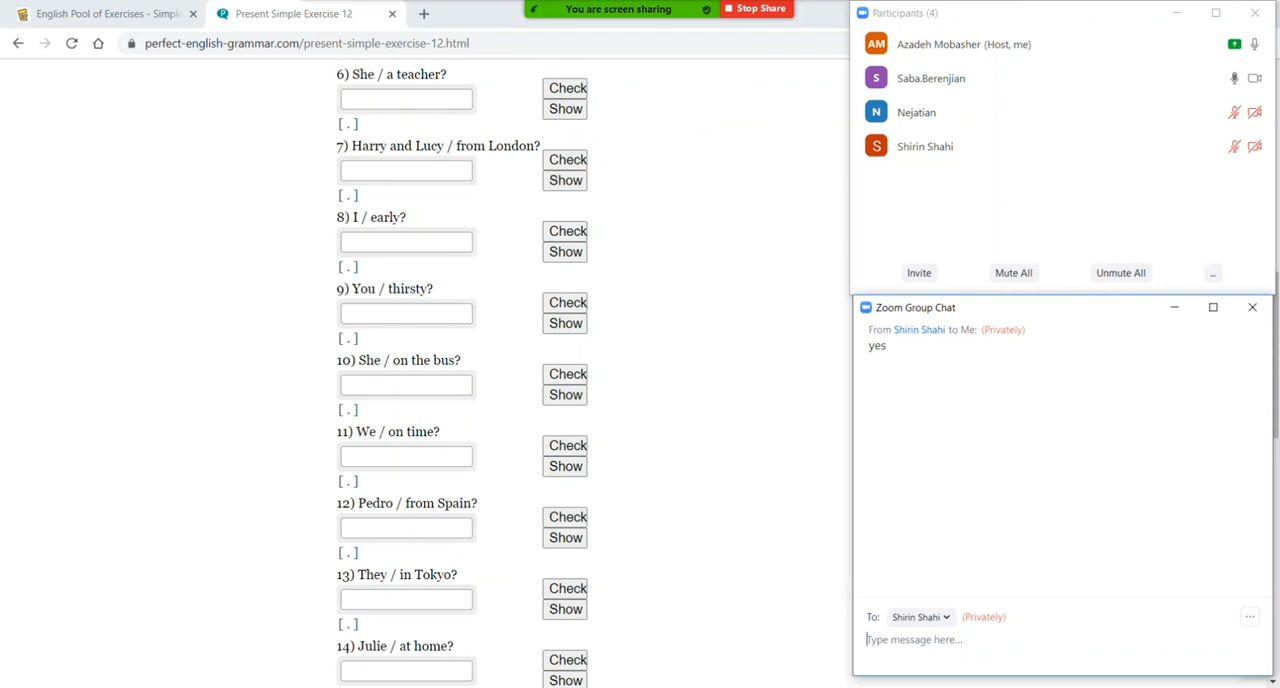 English Pool of Exercises - Simple
Present Simple Exercise 12
You are screen sharing
Stop Share
perfect-english-grammar.com/present-simple-exercise-12.html
6) She / a teacher?
Check
Show
[ . ]
7) Harry and Lucy / from London?
Check
Show
[ . ]
8) I / early?
Check
Show
[ . ]
9) You / thirsty?
Check
Show
[ . ]
10) She / on the bus?
Check
Show
[ . ]
11) We / on time?
Check
Show
[ . ]
12) Pedro / from Spain?
Check
Show
[ . ]
13) They / in Tokyo?
Check
Show
[ . ]
14) Julie / at home?
Check
Show
Participants (4)
AM Azadeh Mobasher (Host, me)
S Saba.Berenjian
N Nejatian
S Shirin Shahi
Invite Mute All Unmute All ...
Zoom Group Chat
From Shirin Shahi to Me: (Privately)
yes
To: Shirin Shahi (Privately)
Type message here...